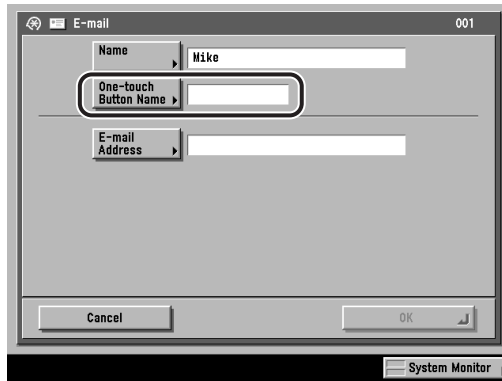 E-mail 001
Name Mike
One-touch
Button Name
E-mail
Address
Cancel OK
System Monitor